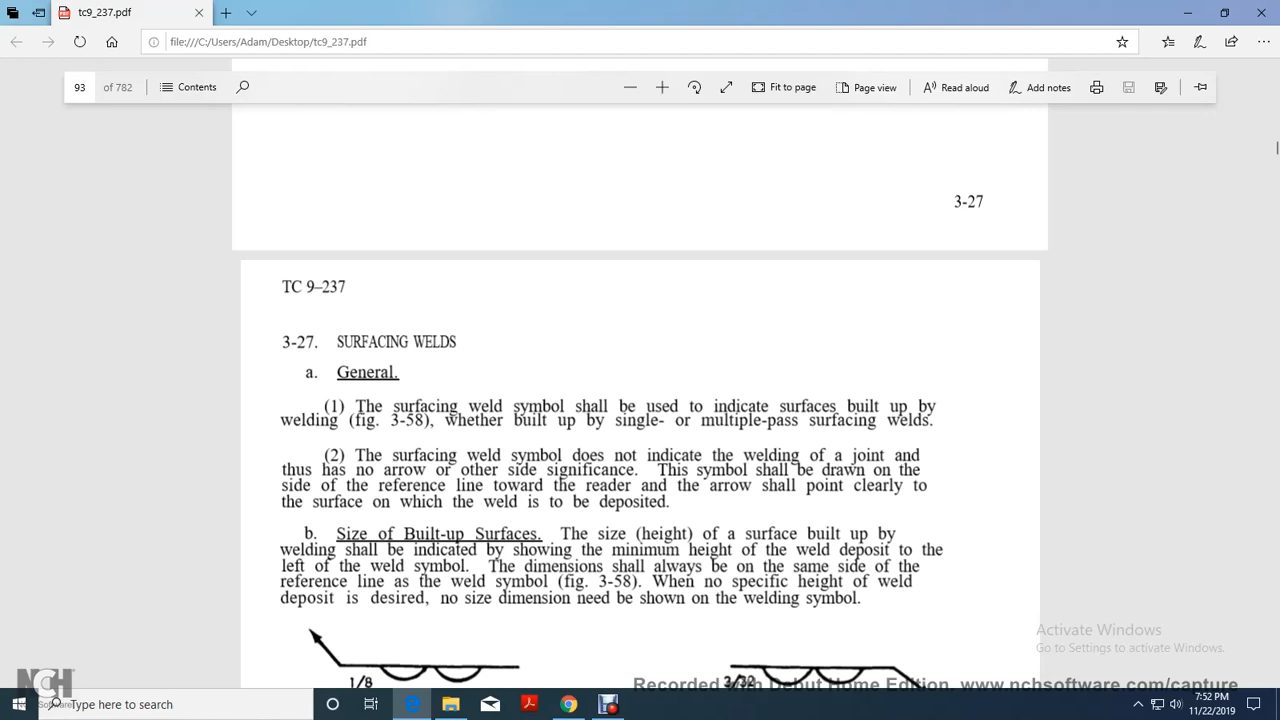 tc9_237.pdf
file:///C:/Users/Adam/Desktop/tc9_237.pdf
93 of 782 Contents Fit to page Page view Read aloud Add notes
3-27
TC 9–237
3-27. SURFACING WELDS
a. General.
(1) The surfacing weld symbol shall be used to indicate surfaces built up by
welding (fig. 3-58), whether built up by single- or multiple-pass surfacing welds.
(2) The surfacing weld symbol does not indicate the welding of a joint and
thus has no arrow or other side significance. This symbol shall be drawn on the
side of the reference line toward the reader and the arrow shall point clearly to
the surface on which the weld is to be deposited.
b. Size of Built-up Surfaces. The size (height) of a surface built up by
welding shall be indicated by showing the minimum height of the weld deposit to the
left of the weld symbol. The dimensions shall always be on the same side of the
reference line as the weld symbol (fig. 3-58). When no specific height of weld
deposit is desired, no size dimension need be shown on the welding symbol.
Activate Windows
Go to Settings to activate Windows.
1/8 3/32
NCH
Software
Recorded with Debut Home Edition. www.nchsoftware.com/capture
Type here to search
7:52 PM
11/22/2019